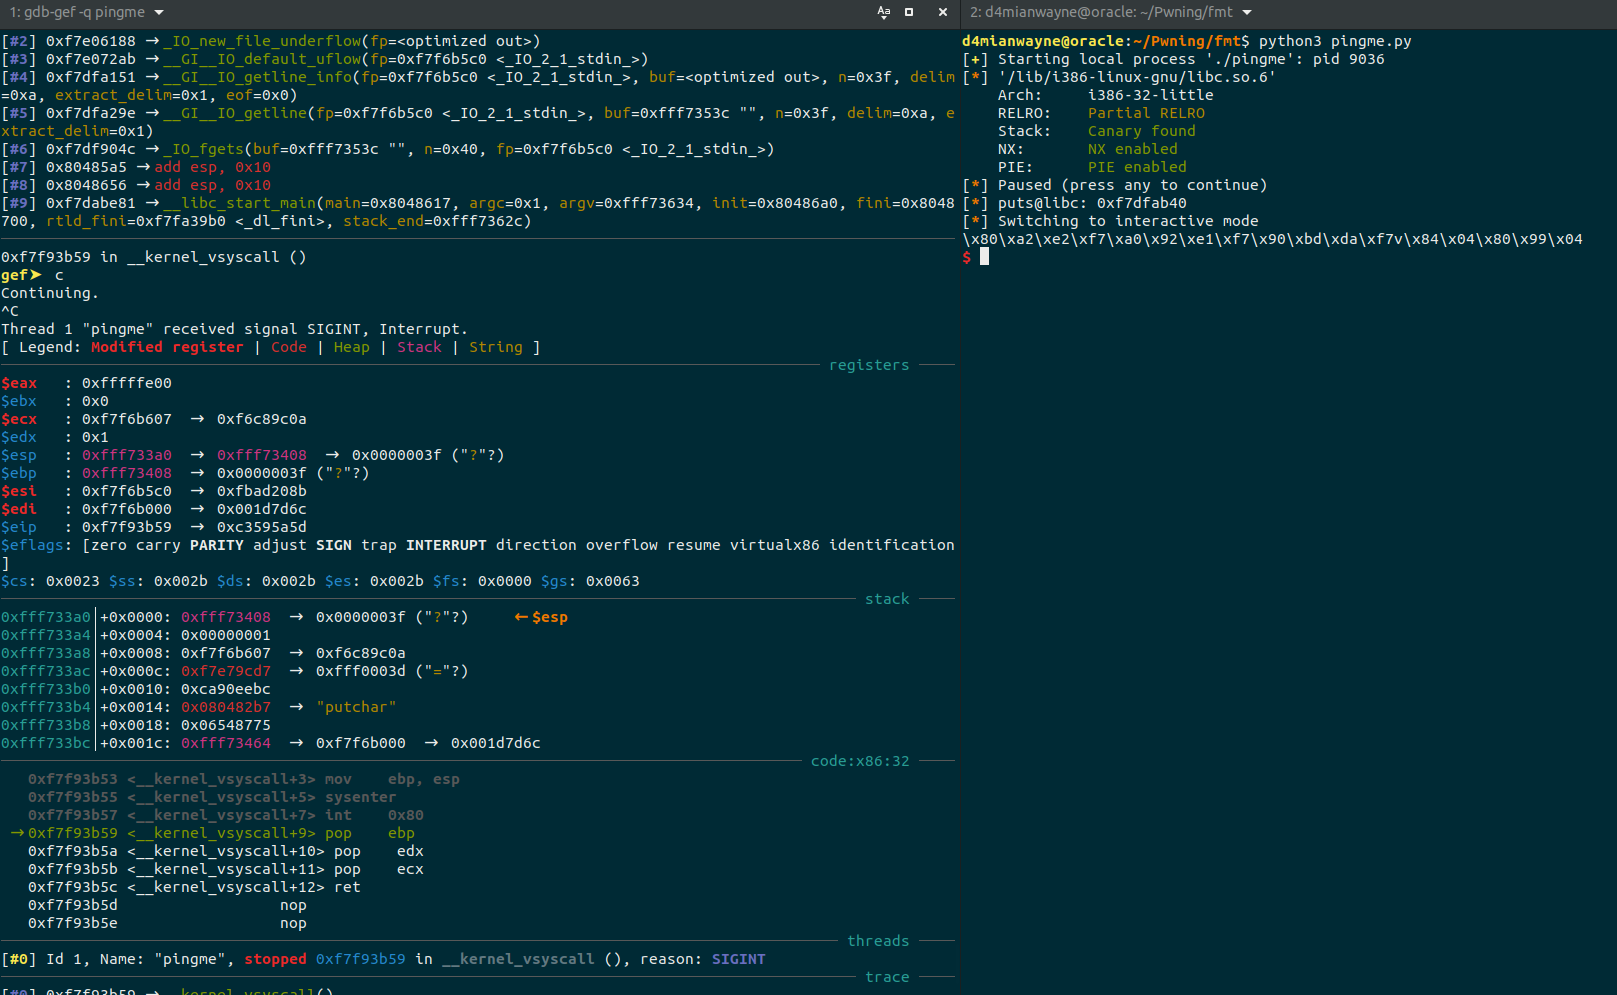 1: gdb-gef -q pingme
[#2] 0xf7e06188 → _IO_new_file_underflow(fp=<optimized out>)
[#3] 0xf7e072ab → __GI__IO_default_uflow(fp=0xf7f6b5c0 <_IO_2_1_stdin_>)
[#4] 0xf7dfa151 → __GI__IO_getline_info(fp=0xf7f6b5c0 <_IO_2_1_stdin_>, buf=<optimized out>, n=0x3f, delim
=0xa, extract_delim=0x1, eof=0x0)
[#5] 0xf7dfa29e → __GI__IO_getline(fp=0xf7f6b5c0 <_IO_2_1_stdin_>, buf=0xfff7353c "", n=0x3f, delim=0xa, e
xtract_delim=0x1)
[#6] 0xf7df904c → _IO_fgets(buf=0xfff7353c "", n=0x40, fp=0xf7f6b5c0 <_IO_2_1_stdin_>)
[#7] 0x80485a5 → add esp, 0x10
[#8] 0x8048656 → add esp, 0x10
[#9] 0xf7dabe81 → __libc_start_main(main=0x8048617, argc=0x1, argv=0xfff73634, init=0x80486a0, fini=0x8048
700, rtld_fini=0xf7fa39b0 <_dl_fini>, stack_end=0xfff7362c)
0xf7f93b59 in __kernel_vsyscall ()
gef➤  c
Continuing.
^C
Thread 1 "pingme" received signal SIGINT, Interrupt.
[ Legend: Modified register | Code | Heap | Stack | String ]
registers
$eax   : 0xfffffe00
$ebx   : 0x0
$ecx   : 0xf7f6b607  →  0xf6c89c0a
$edx   : 0x1
$esp   : 0xfff733a0  →  0xfff73408  →  0x0000003f ("?"?)
$ebp   : 0xfff73408  →  0x0000003f ("?"?)
$esi   : 0xf7f6b5c0  →  0xfbad208b
$edi   : 0xf7f6b000  →  0x001d7d6c
$eip   : 0xf7f93b59  →  0xc3595a5d
$eflags: [zero carry PARITY adjust SIGN trap INTERRUPT direction overflow resume virtualx86 identification
]
$cs: 0x0023 $ss: 0x002b $ds: 0x002b $es: 0x002b $fs: 0x0000 $gs: 0x0063
stack
0xfff733a0│+0x0000: 0xfff73408  →  0x0000003f ("?"?)     ← $esp
0xfff733a4│+0x0004: 0x00000001
0xfff733a8│+0x0008: 0xf7f6b607  →  0xf6c89c0a
0xfff733ac│+0x000c: 0xf7e79cd7  →  0xfff0003d ("="?)
0xfff733b0│+0x0010: 0xca90eebc
0xfff733b4│+0x0014: 0x080482b7  →  "putchar"
0xfff733b8│+0x0018: 0x06548775
0xfff733bc│+0x001c: 0xfff73464  →  0xf7f6b000  →  0x001d7d6c
code:x86:32
0xf7f93b53 <__kernel_vsyscall+3> mov    ebp, esp
0xf7f93b55 <__kernel_vsyscall+5> sysenter
0xf7f93b57 <__kernel_vsyscall+7> int    0x80
→ 0xf7f93b59 <__kernel_vsyscall+9> pop    ebp
0xf7f93b5a <__kernel_vsyscall+10> pop    edx
0xf7f93b5b <__kernel_vsyscall+11> pop    ecx
0xf7f93b5c <__kernel_vsyscall+12> ret
0xf7f93b5d                  nop
0xf7f93b5e                  nop
threads
[#0] Id 1, Name: "pingme", stopped 0xf7f93b59 in __kernel_vsyscall (), reason: SIGINT
trace
[#0] 0xf7f93b59 → __kernel_vsyscall()
2: d4mianwayne@oracle: ~/Pwning/fmt
d4mianwayne@oracle:~/Pwning/fmt$ python3 pingme.py
[+] Starting local process './pingme': pid 9036
[*] '/lib/i386-linux-gnu/libc.so.6'
Arch:     i386-32-little
RELRO:    Partial RELRO
Stack:    Canary found
NX:       NX enabled
PIE:      PIE enabled
[*] Paused (press any to continue)
[*] puts@libc: 0xf7dfab40
[*] Switching to interactive mode
\x80\xa2\xe2\xf7\xa0\x92\xe1\xf7\x90\xbd\xda\xf7v\x84\x04\x80\x99\x04
$